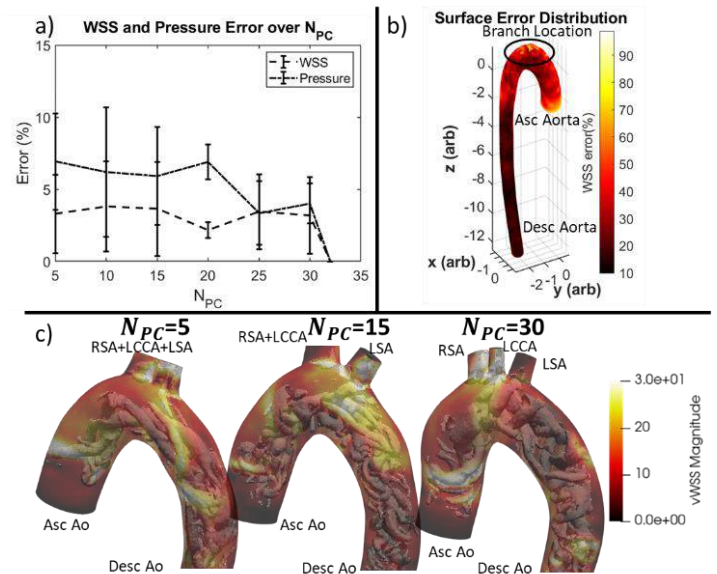 a)
WSS and Pressure Error over N_PC
15
10
5
0
Error (%)
WSS
Pressure
5 10 15 20 25 30 35
N_PC
b)
Surface Error Distribution
Branch Location
0
-2
-4
-6
-8
-10
-12
z (arb)
Asc Aorta
Desc Aorta
x (arb)
-1
0
-2
-1
0
y (arb)
90
80
70
60
50
40
30
20
10
WSS error(%)
c)
N_PC=5 N_PC=15 N_PC=30
RSA+LCCA+LSA
RSA+LCCA
LSA
RSA
LCCA
LSA
Asc Ao
Desc Ao
Asc Ao
Desc Ao
Asc Ao
Desc Ao
3.0e+01
20
10
0.0e+00
vWSS Magnitude